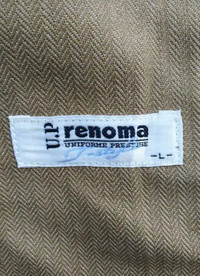 U.P
renoma
UNIFORME PRESTIGE
-L-